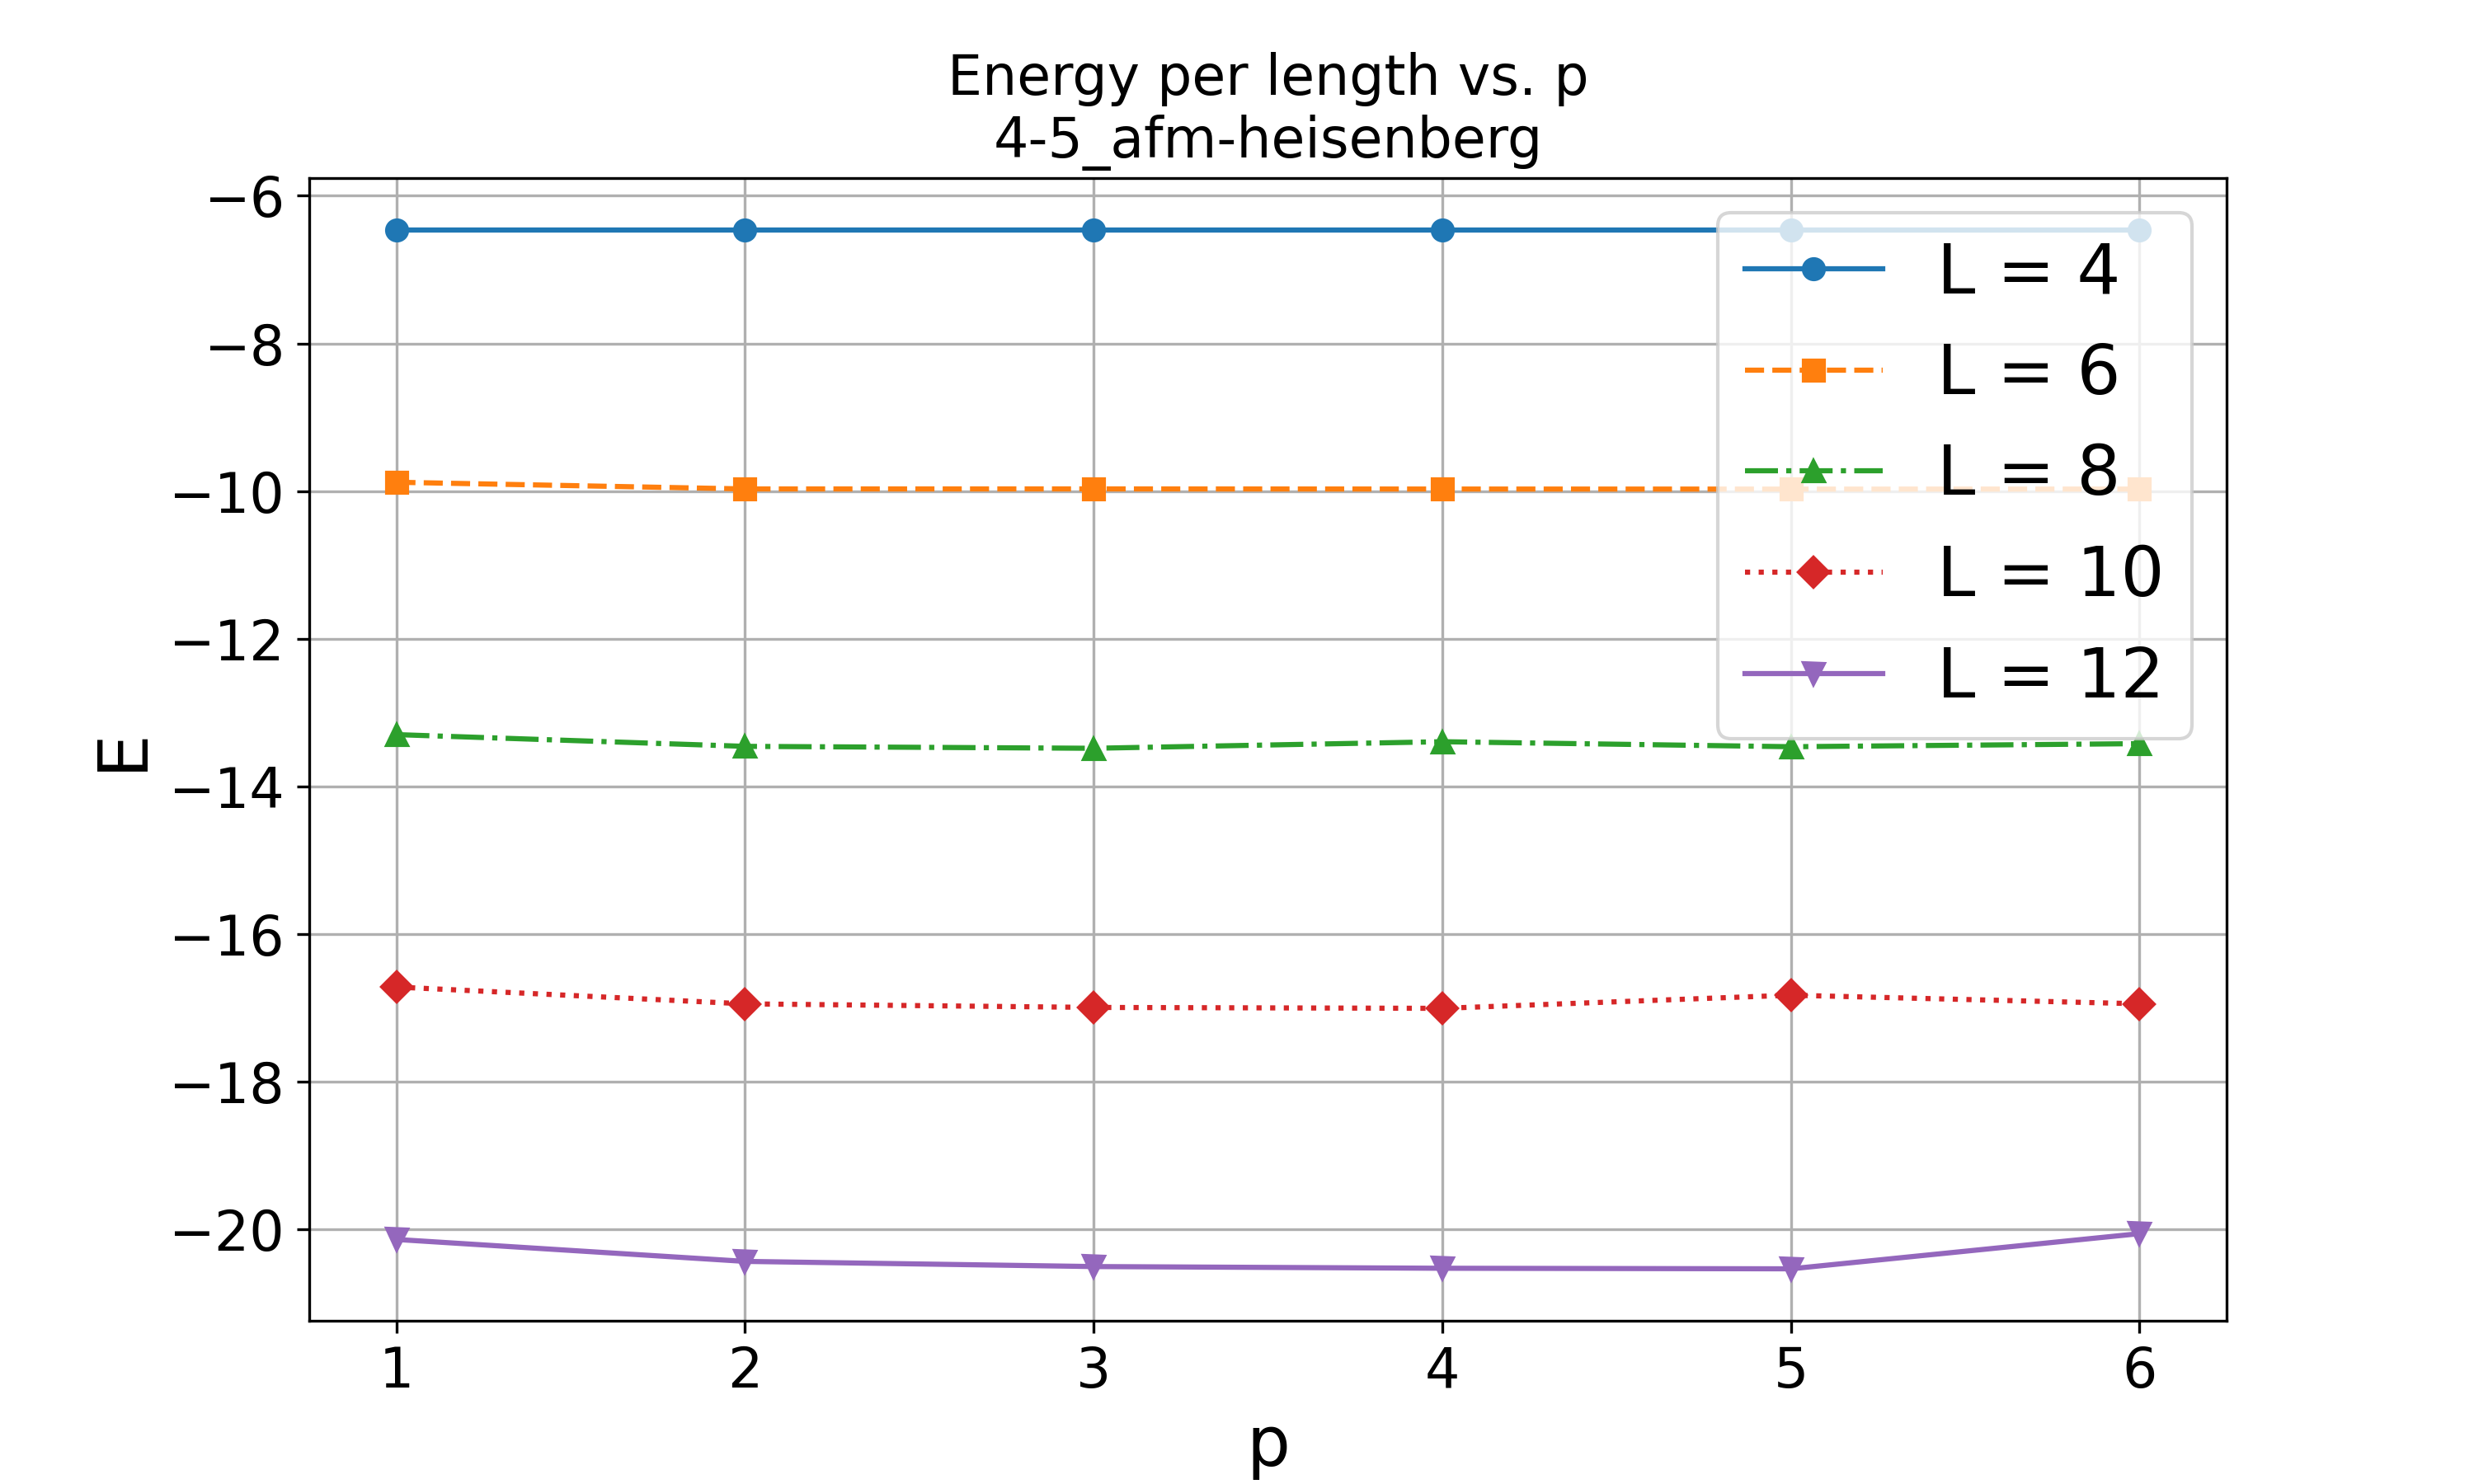 Energy per length vs. p
4-5_afm-heisenberg
−6
−8
−10
−12
−14
−16
−18
−20
E
L = 4
L = 6
L = 8
L = 10
L = 12
1 2 3 4 5 6
p